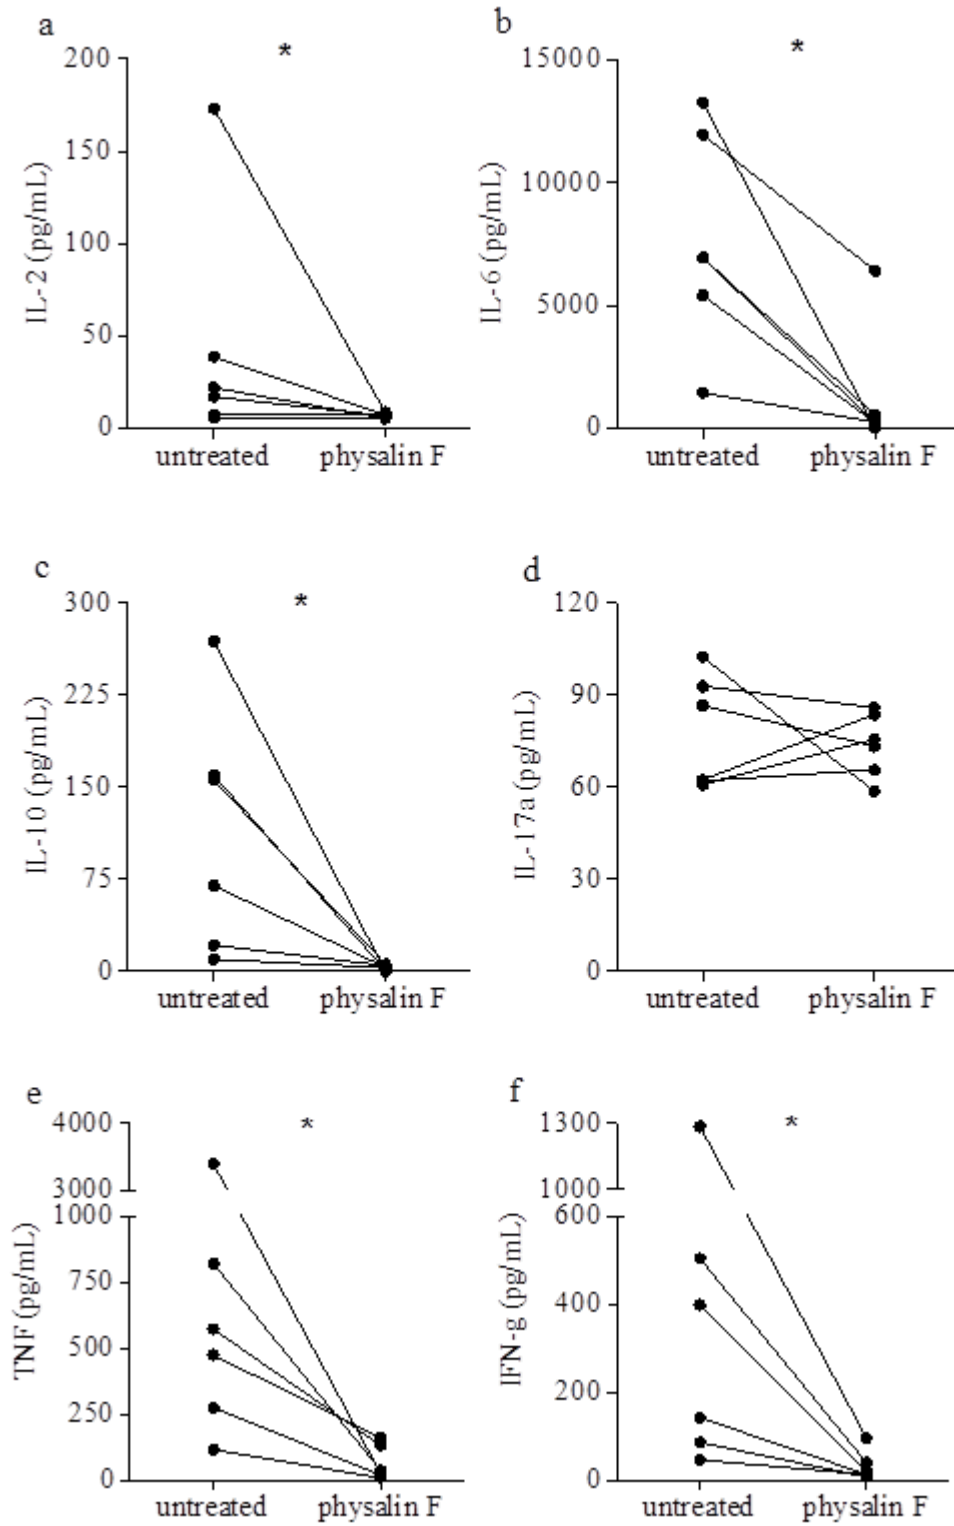 a
*
200
150
100
50
0
IL-2 (pg/mL)
untreated physalin F
b
*
15000
10000
5000
0
IL-6 (pg/mL)
untreated physalin F
c
*
300
225
150
75
0
IL-10 (pg/mL)
untreated physalin F
d
120
90
60
30
0
IL-17a (pg/mL)
untreated physalin F
e
*
4000
3000
1000
750
500
250
0
TNF (pg/mL)
untreated physalin F
f
*
1300
1000
600
400
200
0
IFN-g (pg/mL)
untreated physalin F